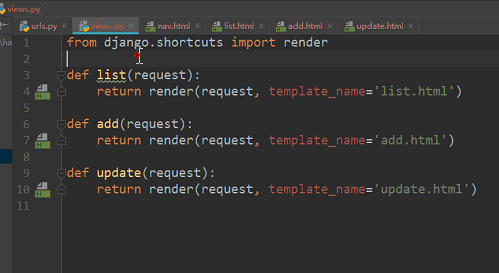 views.py
urls.py views.py nav.html list.html add.html update.html
1 from django.shortcuts import render
2
3 def list(request):
4 return render(request, template_name='list.html')
5
6 def add(request):
7 return render(request, template_name='add.html')
8
9 def update(request):
10 return render(request, template_name='update.html')
11